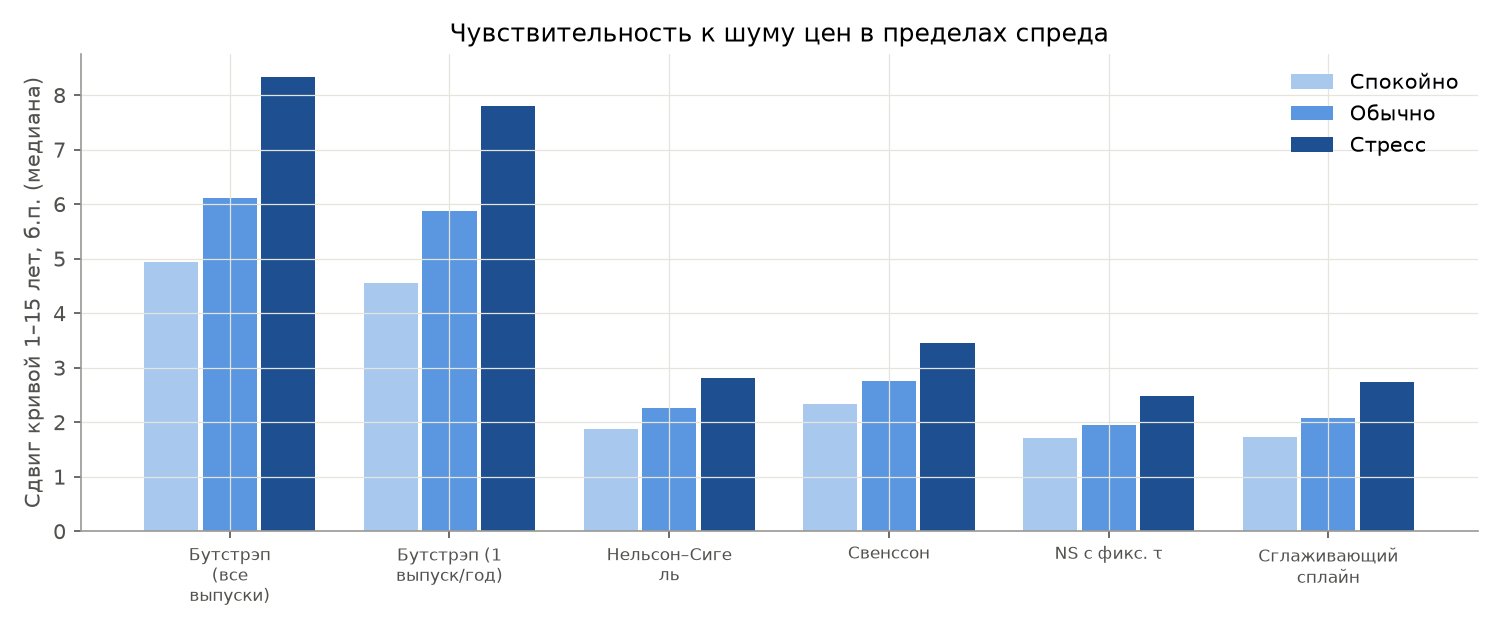 Чувствительность к шуму цен в пределах спреда
Сдвиг кривой 1–15 лет, б.п. (медиана)
8
7
6
5
4
3
2
1
0
Спокойно
Обычно
Стресс
Бутстрэп
(все
выпуски)
Бутстрэп (1
выпуск/год)
Нельсон–Сиге
ль
Свенссон
NS с фикс. τ
Сглаживающий
сплайн